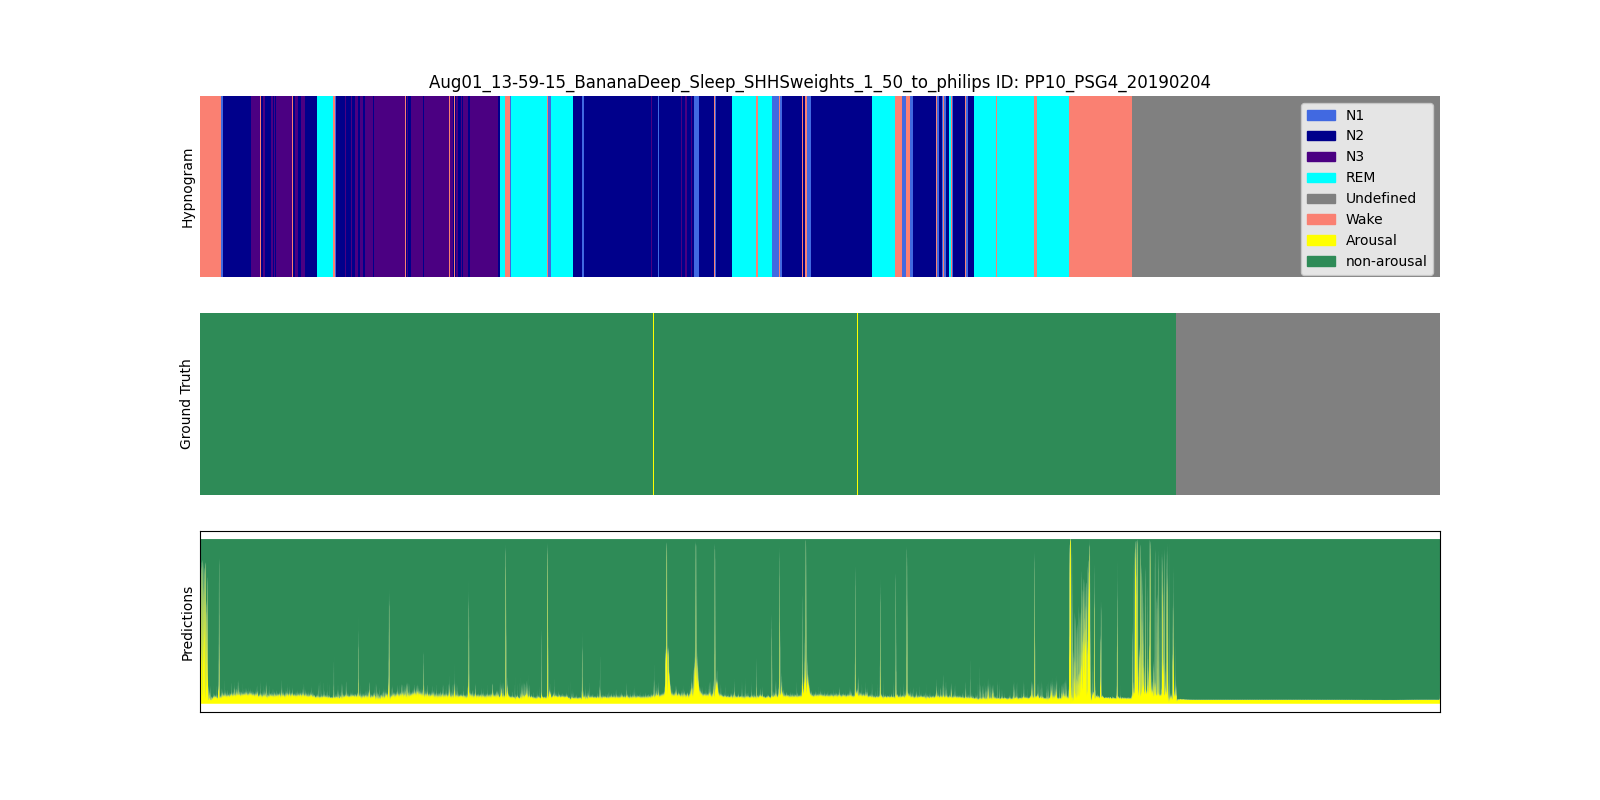 Aug01_13-59-15_BananaDeep_Sleep_SHHSweights_1_50_to_philips ID: PP10_PSG4_20190204
Hypnogram
N1
N2
N3
REM
Undefined
Wake
Arousal
non-arousal
Ground Truth
Predictions